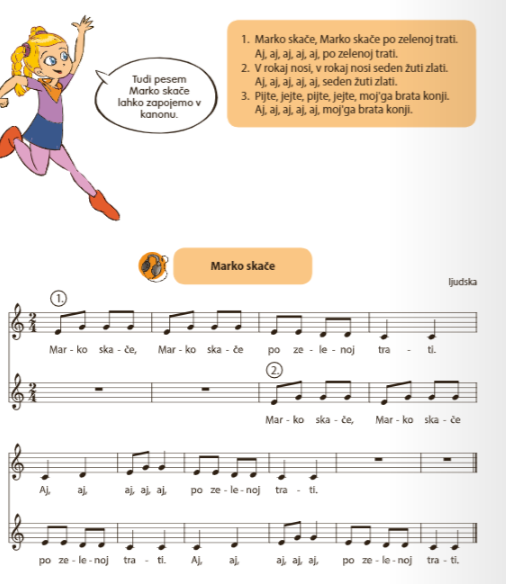 1. Marko skače, Marko skače po zelenoj trati.
Aj, aj, aj, aj, aj, po zelenoj trati.
2. V rokaj nosi, v rokaj nosi seden žuti zlati.
Aj, aj, aj, aj, aj, seden žuti zlati.
3. Pijte, jejte, pijte, jejte, moj'ga brata konji.
Aj, aj, aj, aj, aj, moj'ga brata konji.
Tudi pesem
Marko skače
lahko zapojemo v
kanonu.
Marko skače
ljudska
1.
2 4
Mar - ko ska - če, Mar - ko ska - če po ze - le - noj tra - ti.
2.
2 4
Mar - ko ska - če, Mar - ko ska - če
Aj, aj, aj, aj, aj, po ze - le - noj tra - ti.
po ze - le - noj tra - ti. Aj, aj, aj, aj, aj, po ze - le - noj tra - ti.